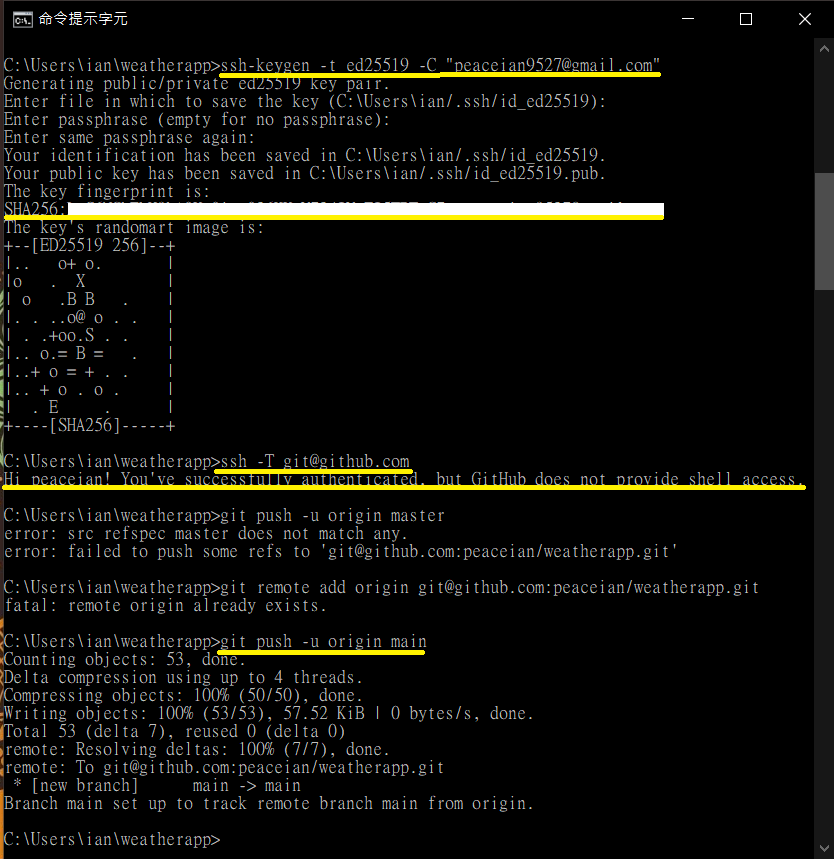 命令提示字元
C:\Users\ian\weatherapp>ssh-keygen -t ed25519 -C "peaceian9527@gmail.com"
Generating public/private ed25519 key pair.
Enter file in which to save the key (C:\Users\ian/.ssh/id_ed25519):
Enter passphrase (empty for no passphrase):
Enter same passphrase again:
Your identification has been saved in C:\Users\ian/.ssh/id_ed25519.
Your public key has been saved in C:\Users\ian/.ssh/id_ed25519.pub.
The key fingerprint is:
SHA256:
The key's randomart image is:
+--[ED25519 256]--+
|..   o+ o.       |
|o   .  X         |
| o   .B B   .    |
|. . ..o@ o . .   |
| . .+oo.S . .    |
|.. o.= B =   .   |
|..+ o = + . .    |
|.. + o . o .     |
|  . E     .      |
+----[SHA256]-----+
C:\Users\ian\weatherapp>ssh -T git@github.com
Hi peaceian! You've successfully authenticated, but GitHub does not provide shell access.
C:\Users\ian\weatherapp>git push -u origin master
error: src refspec master does not match any.
error: failed to push some refs to 'git@github.com:peaceian/weatherapp.git'
C:\Users\ian\weatherapp>git remote add origin git@github.com:peaceian/weatherapp.git
fatal: remote origin already exists.
C:\Users\ian\weatherapp>git push -u origin main
Counting objects: 53, done.
Delta compression using up to 4 threads.
Compressing objects: 100% (50/50), done.
Writing objects: 100% (53/53), 57.52 KiB | 0 bytes/s, done.
Total 53 (delta 7), reused 0 (delta 0)
remote: Resolving deltas: 100% (7/7), done.
remote: To git@github.com:peaceian/weatherapp.git
 * [new branch]      main -> main
Branch main set up to track remote branch main from origin.
C:\Users\ian\weatherapp>